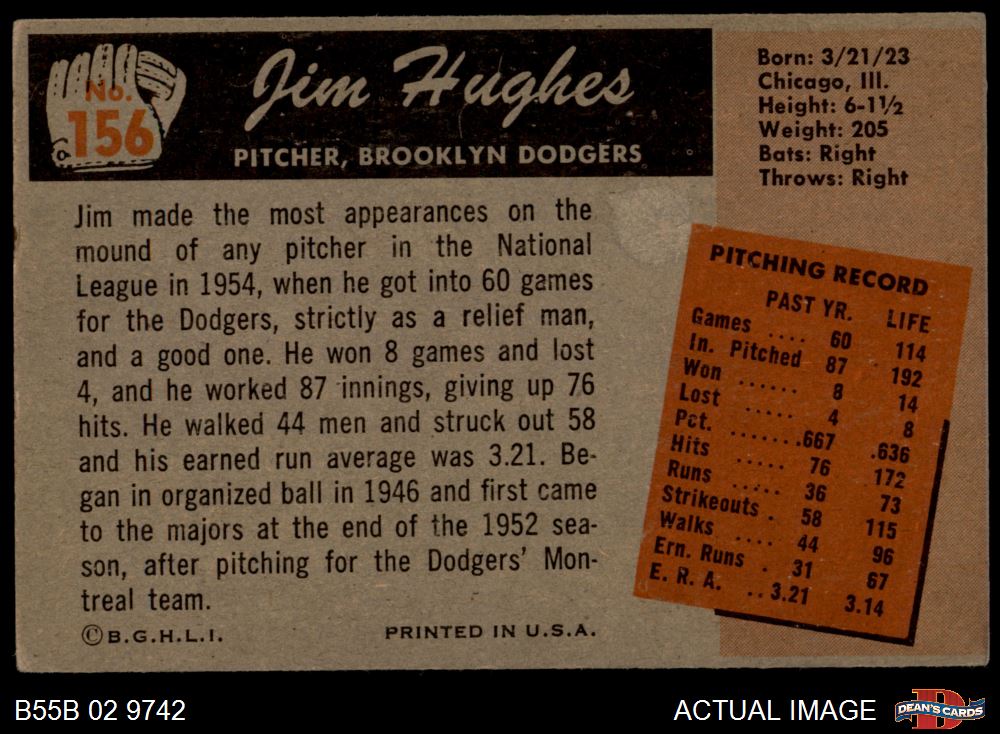 No.
156
Jim Hughes
PITCHER, BROOKLYN DODGERS
Born: 3/21/23
Chicago, Ill.
Height: 6-1½
Weight: 205
Bats: Right
Throws: Right
Jim made the most appearances on the
mound of any pitcher in the National
League in 1954, when he got into 60 games
for the Dodgers, strictly as a relief man,
and a good one. He won 8 games and lost
4, and he worked 87 innings, giving up 76
hits. He walked 44 men and struck out 58
and his earned run average was 3.21. Be-
gan in organized ball in 1946 and first came
to the majors at the end of the 1952 sea-
son, after pitching for the Dodgers' Mon-
treal team.
©B.G.H.L.I. PRINTED IN U.S.A.
PITCHING RECORD
PAST YR. LIFE
Games .... 60 114
In. Pitched 87 192
Won ...... 8 14
Lost ..... 4 8
Pct. ....... .667 .636
Hits ..... 76 172
Runs ..... 36 73
Strikeouts . 58 115
Walks .... 44 96
Ern. Runs . 31 67
E. R. A. .. 3.21 3.14
B55B 02 9742
ACTUAL IMAGE
DEAN'S CARDS